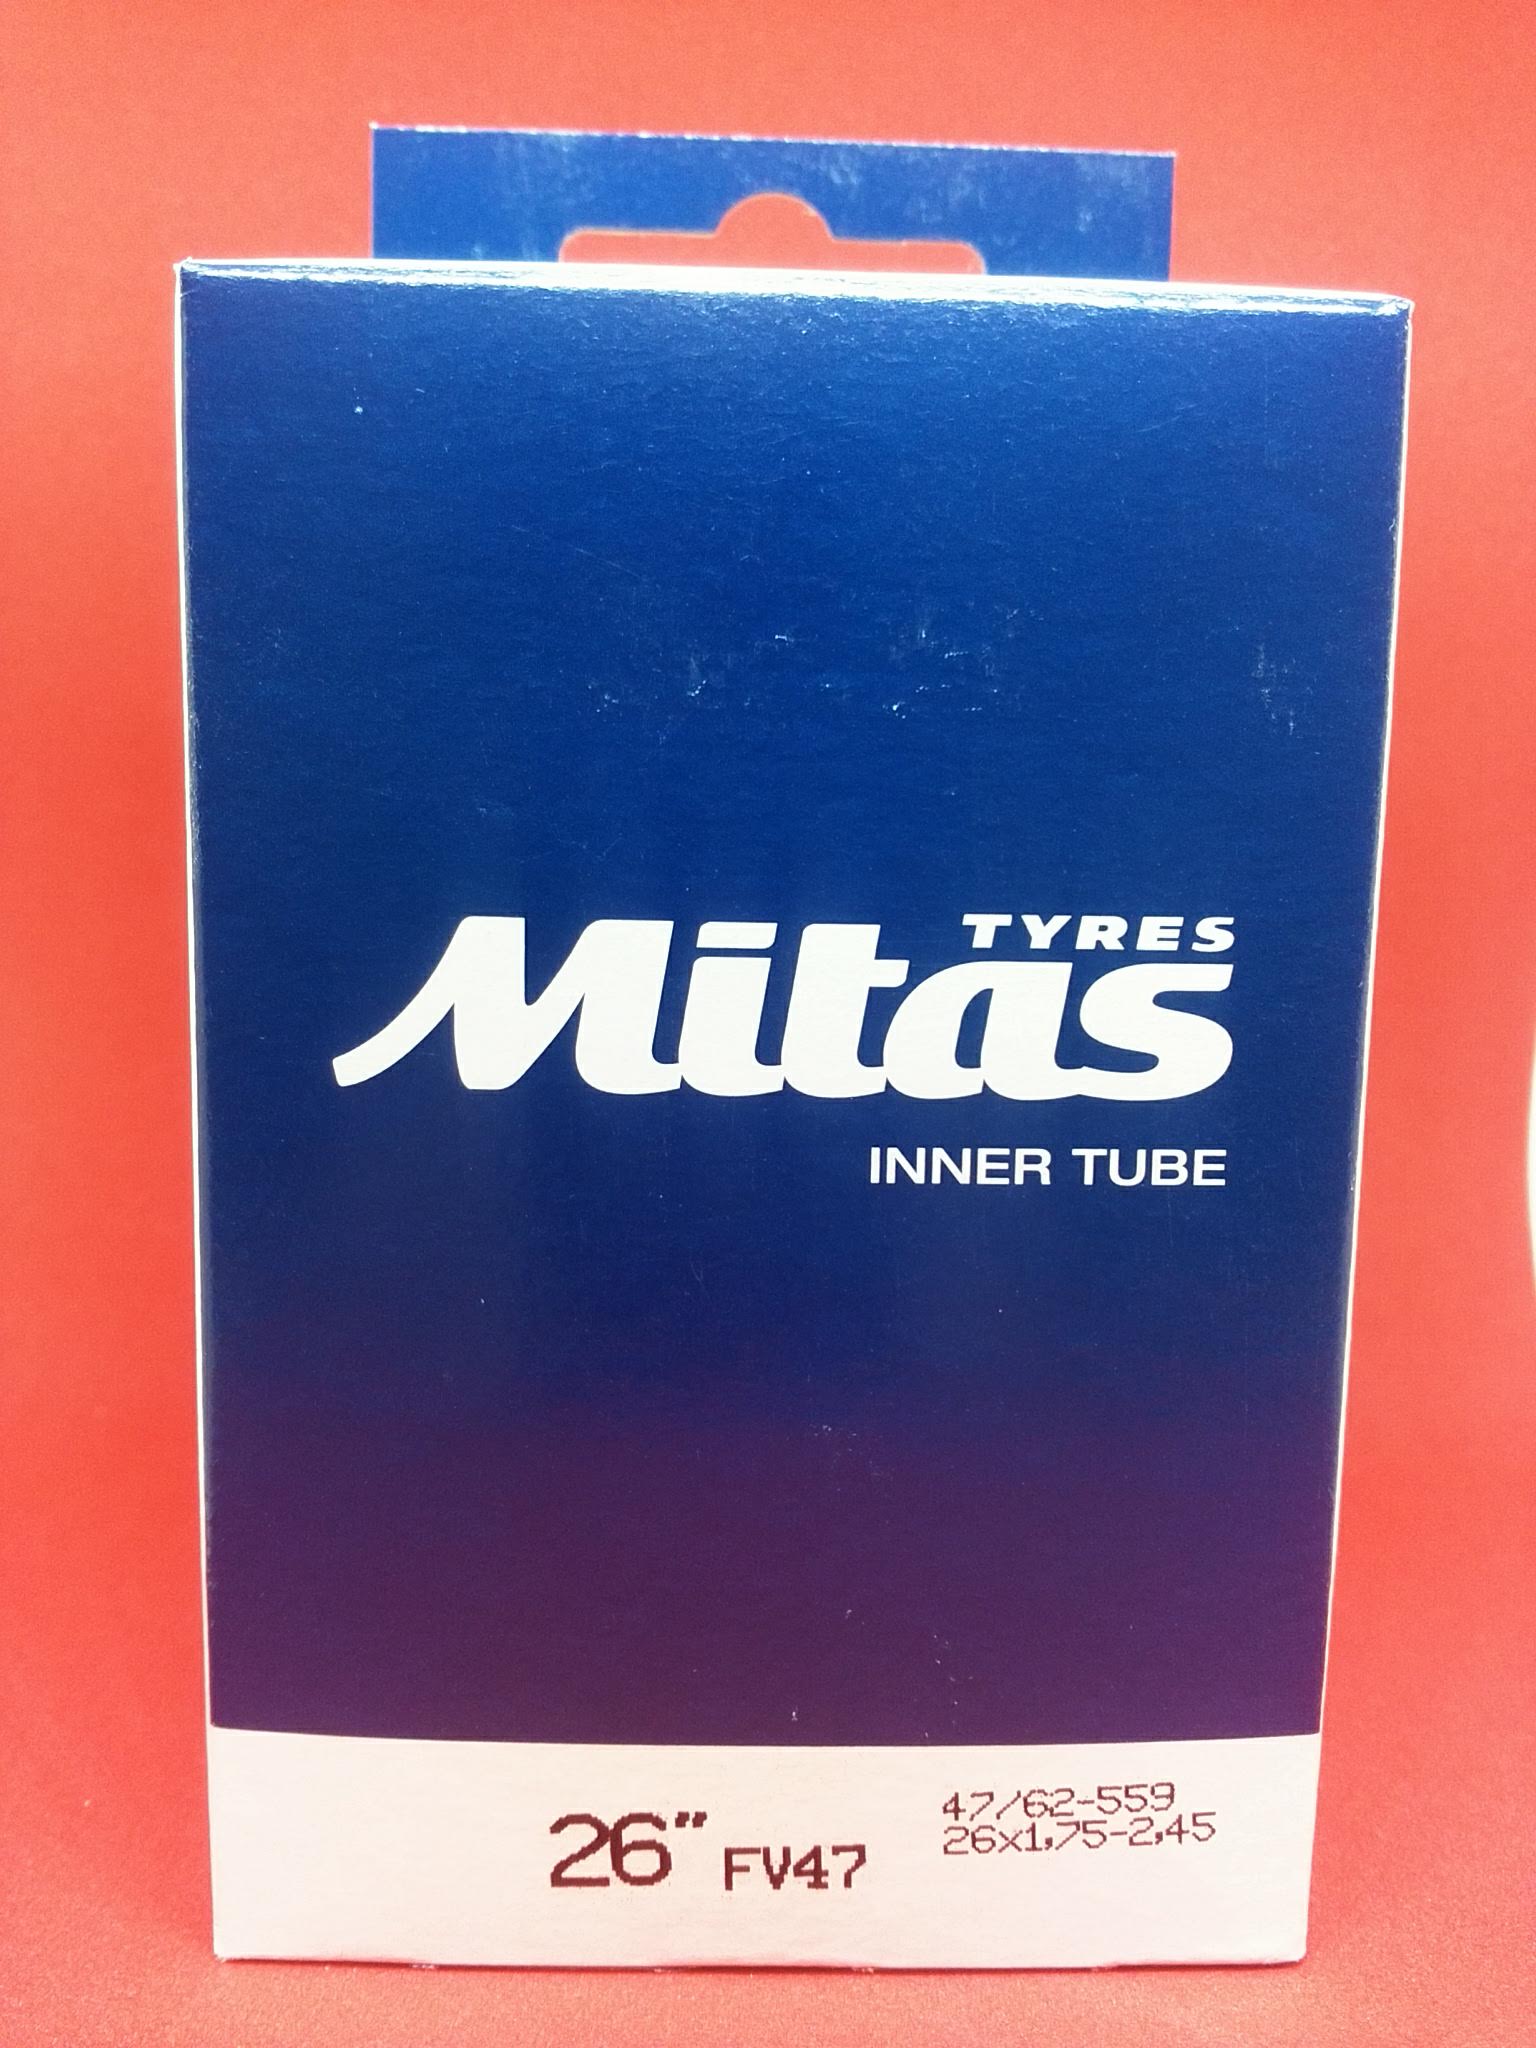 TYRES
Mitas
INNER TUBE
26" FV47
47/62-559
26x1,75-2,45